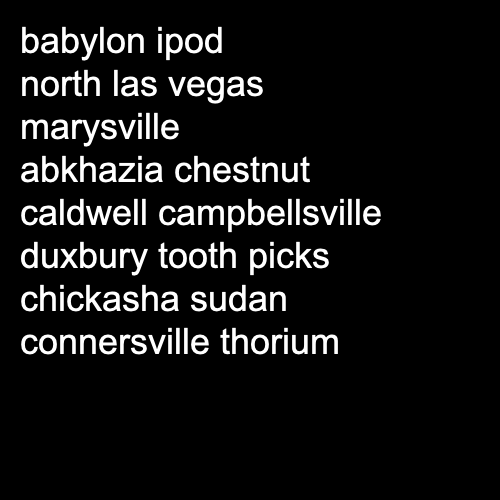 babylon ipod
north las vegas
marysville
abkhazia chestnut
caldwell campbellsville
duxbury tooth picks
chickasha sudan
connersville thorium